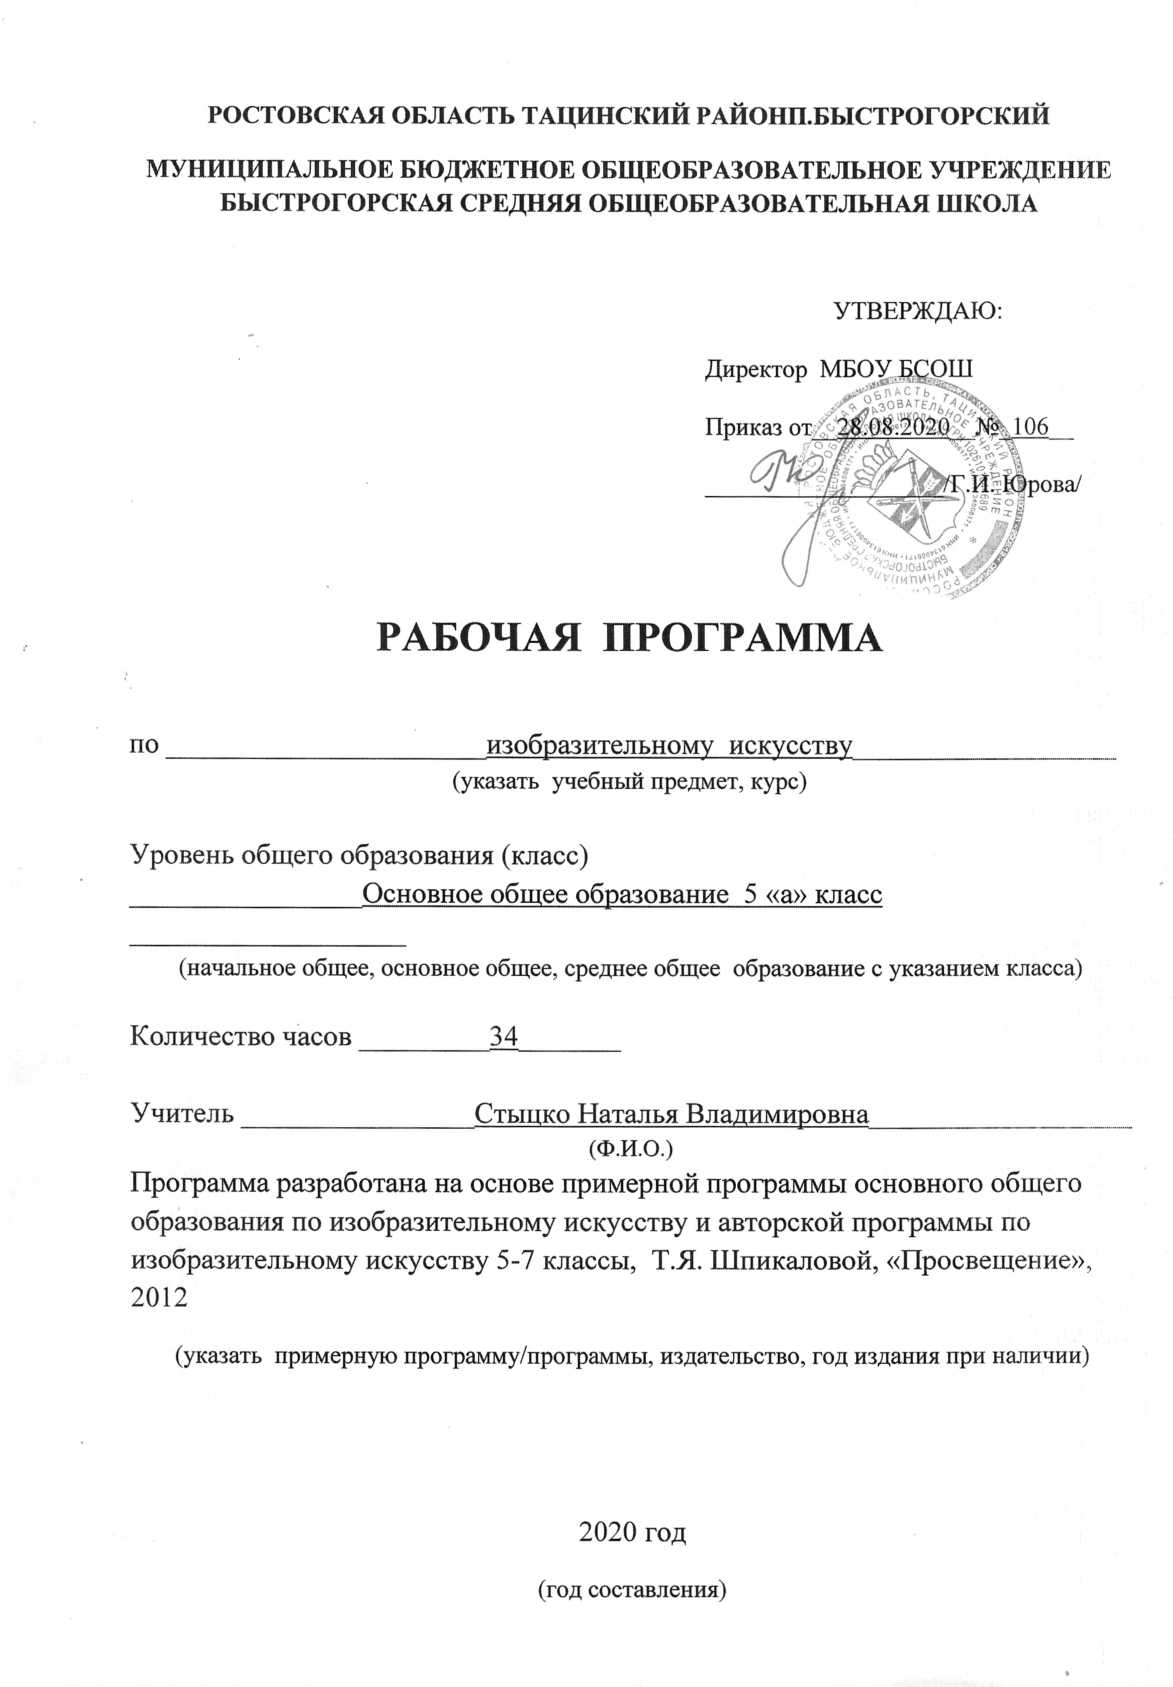 РОСТОВСКАЯ ОБЛАСТЬ ТАЦИНСКИЙ РАЙОНП.БЫСТРОГОРСКИЙ
МУНИЦИПАЛЬНОЕ БЮДЖЕТНОЕ ОБЩЕОБРАЗОВАТЕЛЬНОЕ УЧРЕЖДЕНИЕ
БЫСТРОГОРСКАЯ СРЕДНЯЯ ОБЩЕОБРАЗОВАТЕЛЬНАЯ ШКОЛА
УТВЕРЖДАЮ:
Директор МБОУ БСОШ
Приказ от 28.08.2020 № 106
/Г.И. Юрова/
РАБОЧАЯ ПРОГРАММА
по изобразительному искусству
(указать учебный предмет, курс)
Уровень общего образования (класс)
Основное общее образование 5 «а» класс
(начальное общее, основное общее, среднее общее образование с указанием класса)
Количество часов 34
Учитель Стыцко Наталья Владимировна
(Ф.И.О.)
Программа разработана на основе примерной программы основного общего
образования по изобразительному искусству и авторской программы по
изобразительному искусству 5-7 классы, Т.Я. Шпикаловой, «Просвещение»,
2012
(указать примерную программу/программы, издательство, год издания при наличии)
2020 год
(год составления)